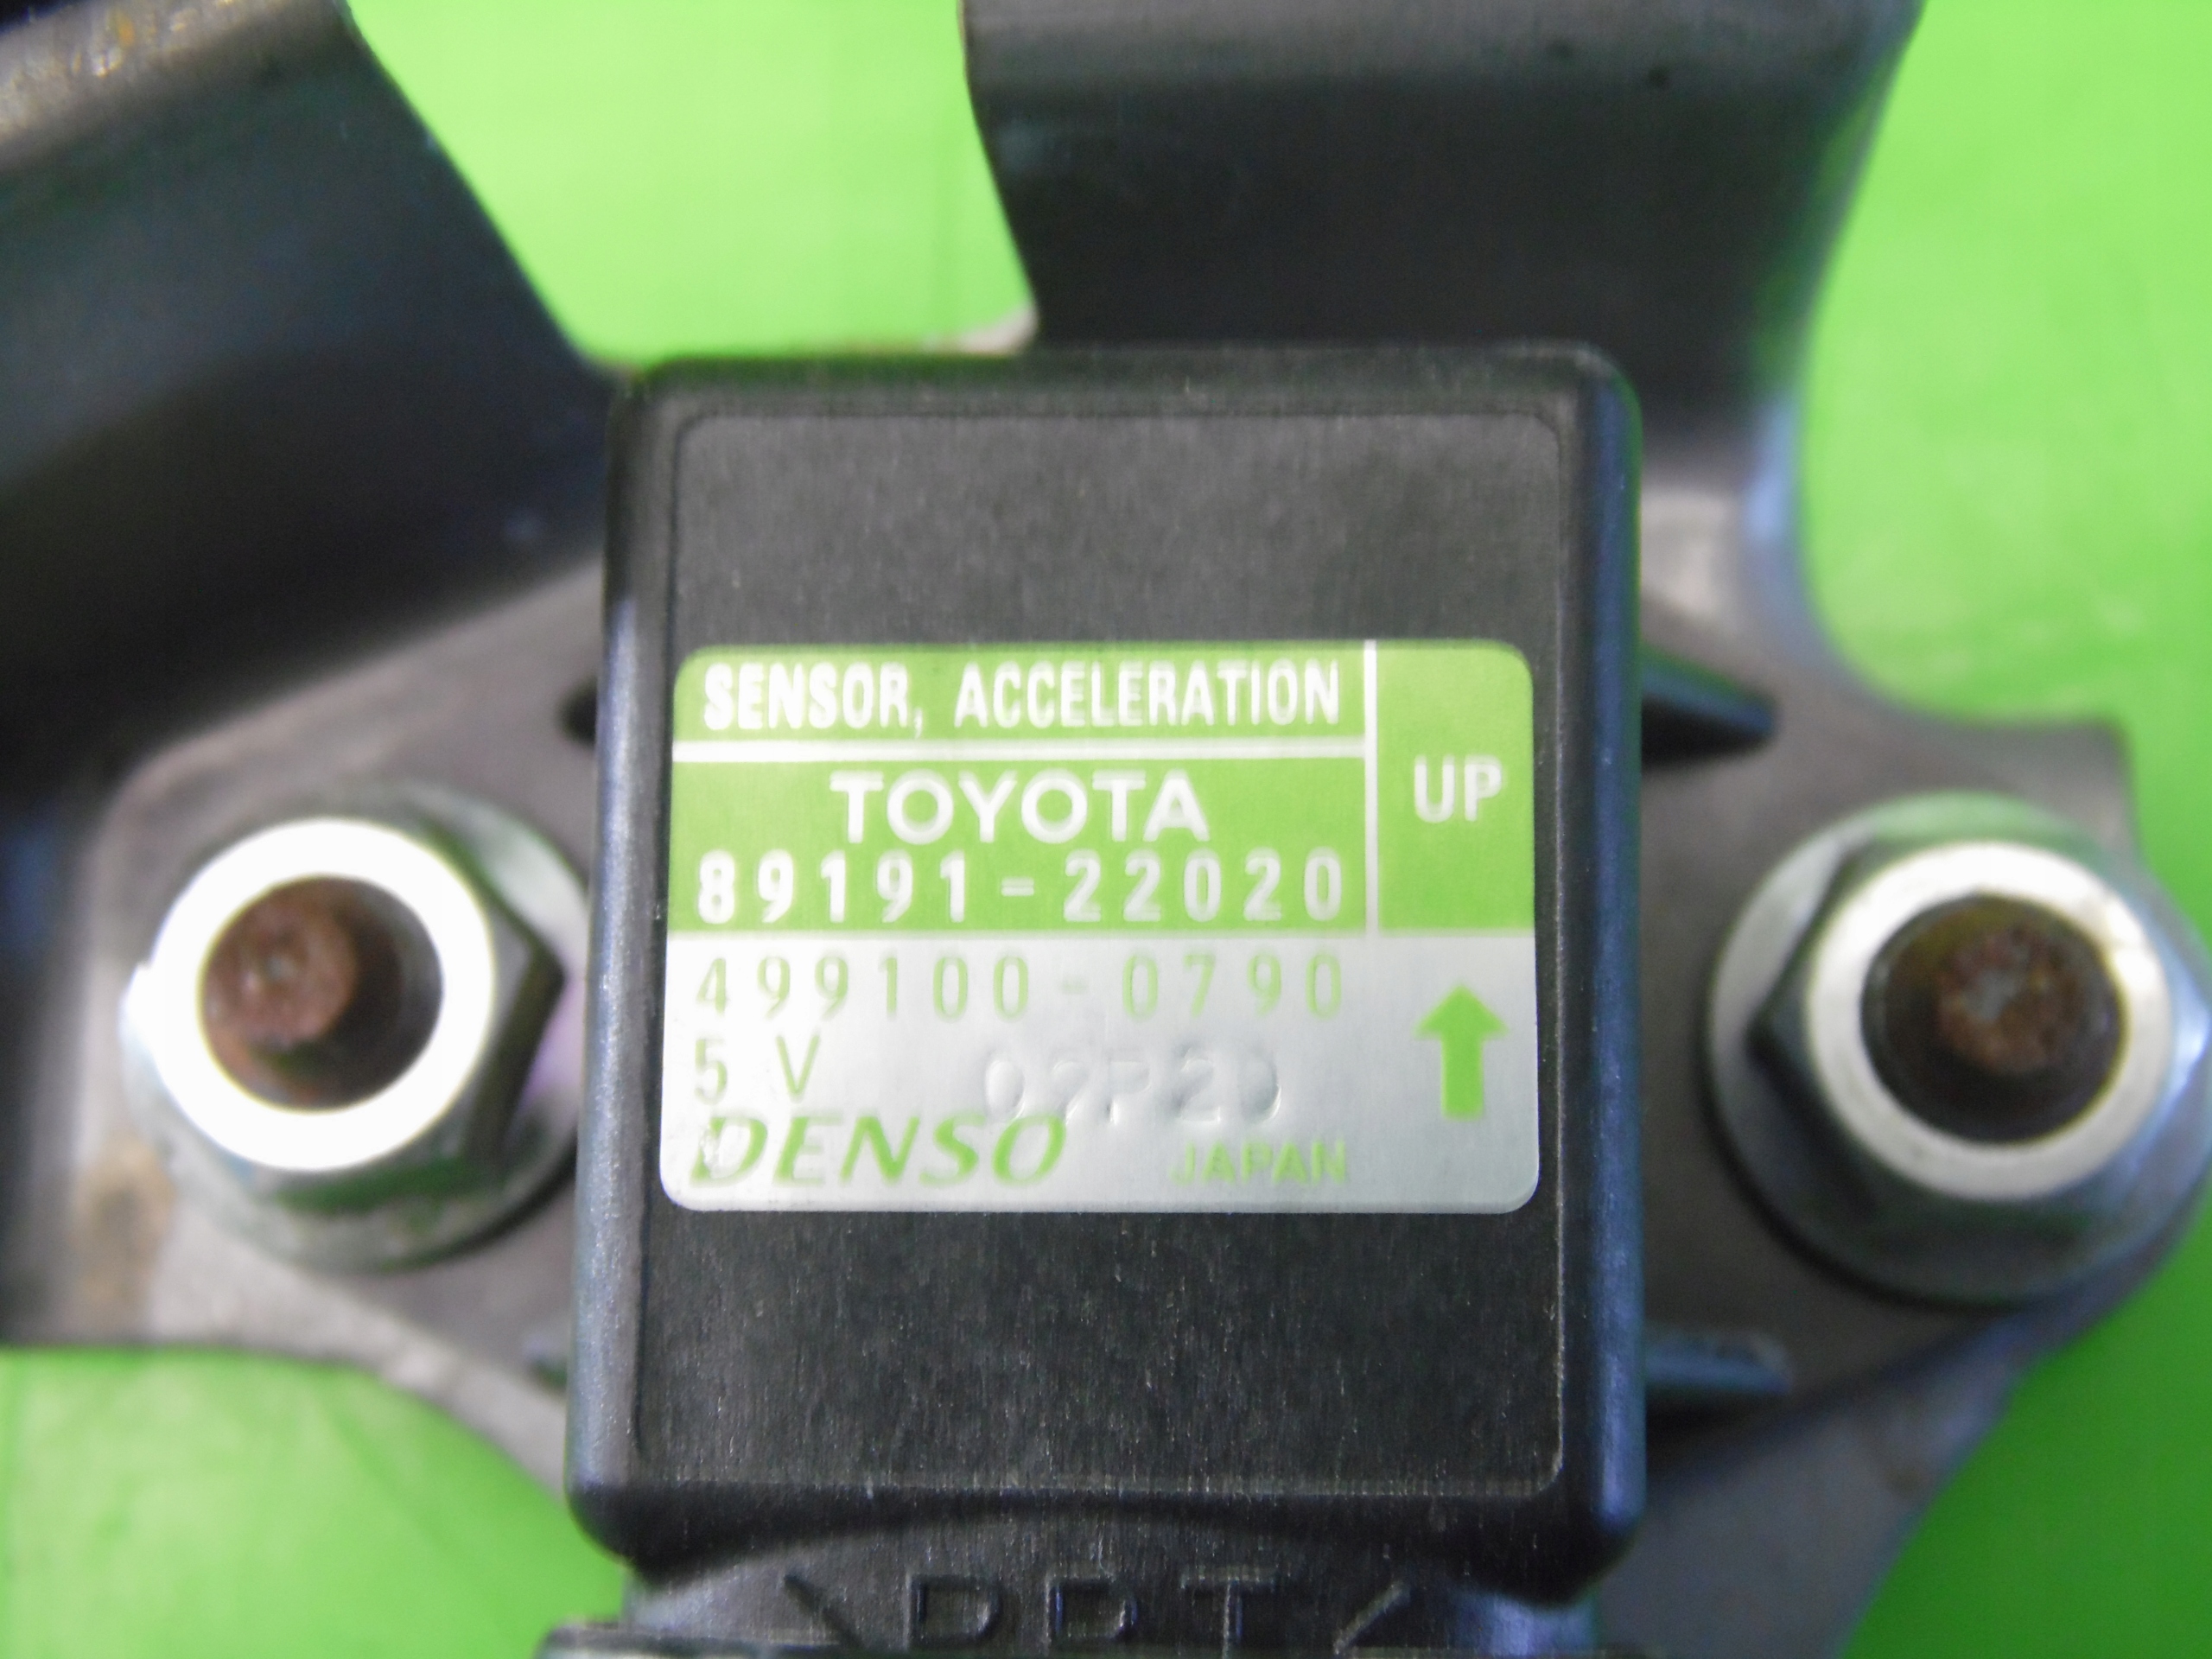 SENSOR, ACCELERATION
UP
TOYOTA
89191-22020
499100-0790
5 V
DENSO
JAPAN